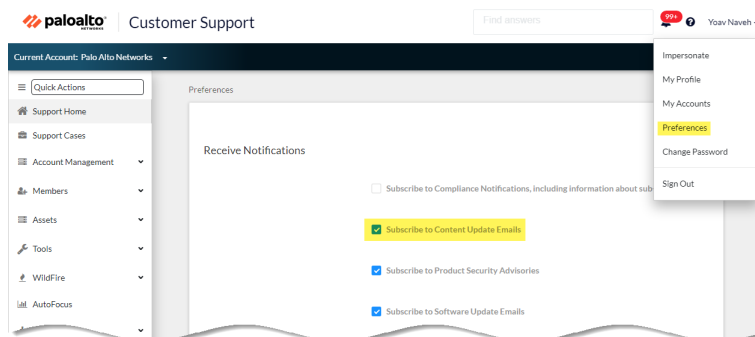 paloalto
NETWORKS
Customer Support
Find answers
99+
?
Yoav Naveh
Current Account: Palo Alto Networks
Quick Actions
Support Home
Support Cases
Account Management
Members
Assets
Tools
WildFire
AutoFocus
Preferences
Receive Notifications
Subscribe to Compliance Notifications, including information about sub
Subscribe to Content Update Emails
Subscribe to Product Security Advisories
Subscribe to Software Update Emails
Impersonate
My Profile
My Accounts
Preferences
Change Password
Sign Out